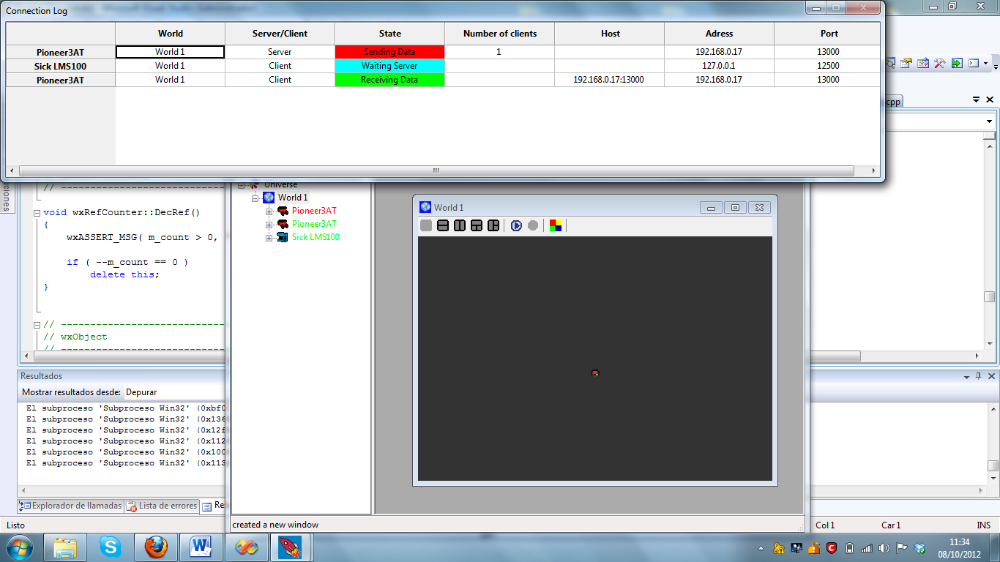 Connection Log
World Server/Client State Number of clients Host Adress Port
Pioneer3AT World 1 Server Sending Data 1 192.168.0.17 13000
Sick LMS100 World 1 Client Waiting Server 127.0.0.1 12500
Pioneer3AT World 1 Client Receiving Data 192.168.0.17:13000 192.168.0.17 13000
cpp
Universe
World 1
Pioneer3AT
Pioneer3AT
Sick LMS100
World 1
// ----------------------------
void wxRefCounter::DecRef()
{
wxASSERT_MSG( m_count > 0,
if ( --m_count == 0 )
delete this;
}
// ----------------------------
// wxObject
// ----------------------------
Resultados
Mostrar resultados desde: Depurar
El subproceso 'Subproceso Win32' (0xbf0
El subproceso 'Subproceso Win32' (0x136
El subproceso 'Subproceso Win32' (0x12f
El subproceso 'Subproceso Win32' (0x112
El subproceso 'Subproceso Win32' (0x100
El subproceso 'Subproceso Win32' (0x113
Explorador de llamadas Lista de errores Re
Listo created a new window Col 1 Car 1 INS
11:34
08/10/2012